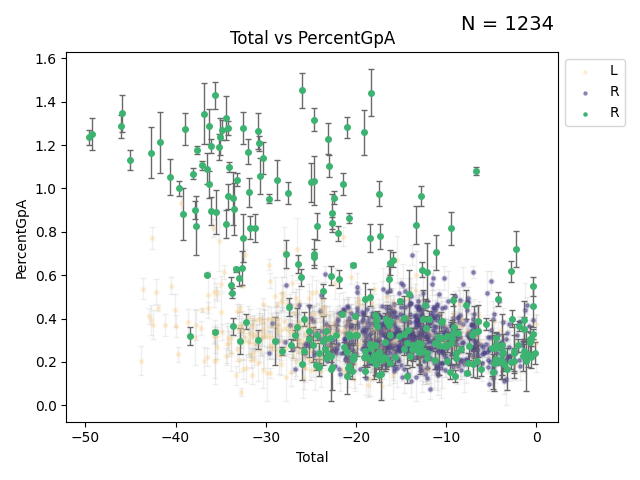 N = 1234
Total vs PercentGpA
L
R
R
PercentGpA
1.6
1.4
1.2
1.0
0.8
0.6
0.4
0.2
0.0
−50
−40
−30
−20
−10
0
Total